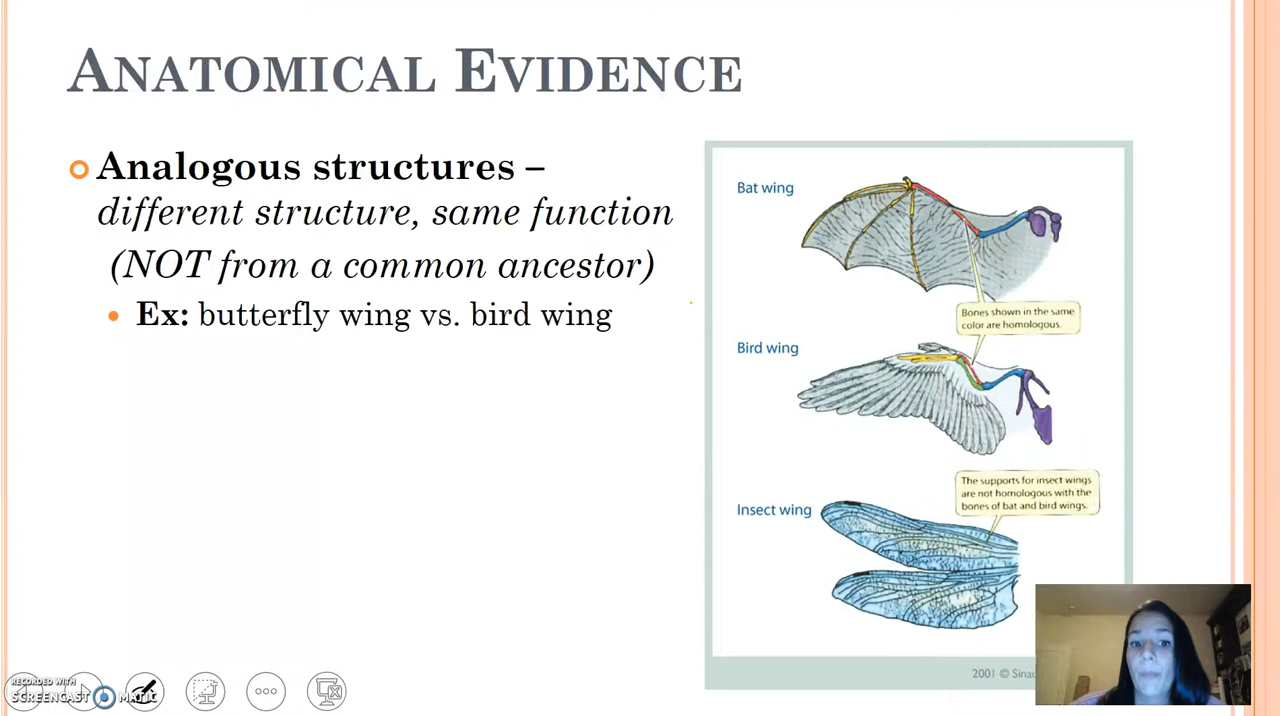 ANATOMICAL EVIDENCE
Analogous structures –
different structure, same function
(NOT from a common ancestor)
Ex: butterfly wing vs. bird wing
Bat wing
Bones shown in the same
color are homologous.
Bird wing
The supports for insect wings
are not homologous with the
bones of bat and bird wings.
Insect wing
2001 ©
RECORDED WITH
SCREENCAST MATIC